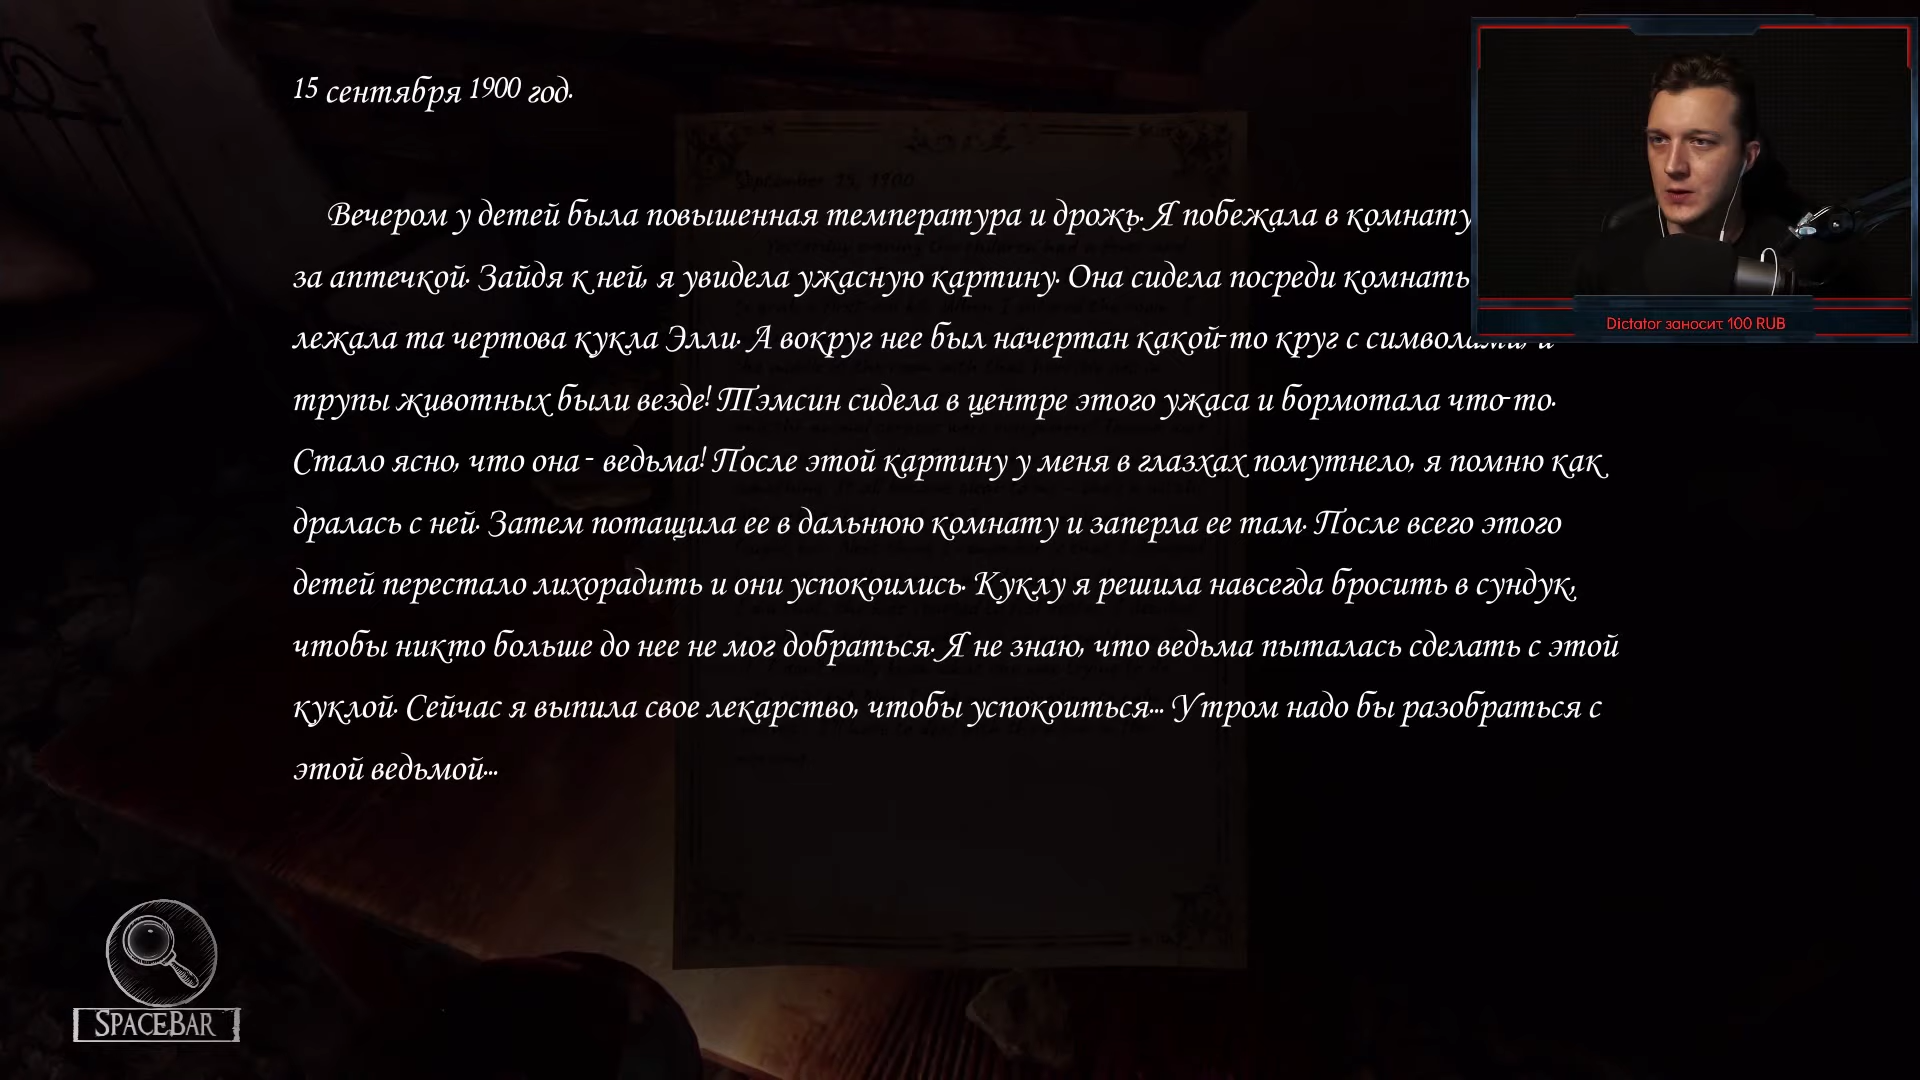 15 сентября 1900 год.
Вечером у детей была повышенная температура и дрожь. Я побежала в комнату
за аптечкой. Зайдя к ней, я увидела ужасную картину. Она сидела посреди
лежала та чертова кукла Элли. А вокруг нее был начертан какой-то круг с
трупы животных были везде! Тэмсин сидела в центре этого ужаса и бормотала что-то.
Стало ясно, что она - ведьма! После этой картину у меня в глазхах помутнело, я помню как
дралась с ней. Затем потащила ее в дальнюю комнату и заперла ее там. После всего этого
детей перестало лихорадить и они успокоились. Куклу я решила навсегда бросить в сундук,
чтобы никто больше до нее не мог добраться. Я не знаю, что ведьма пыталась сделать с этой
куклой. Сейчас я выпила свое лекарство, чтобы успокоиться... Утром надо бы разобраться с
этой ведьмой...
Dictator заносит 100 RUB
SPACEBAR
September 15, 1900